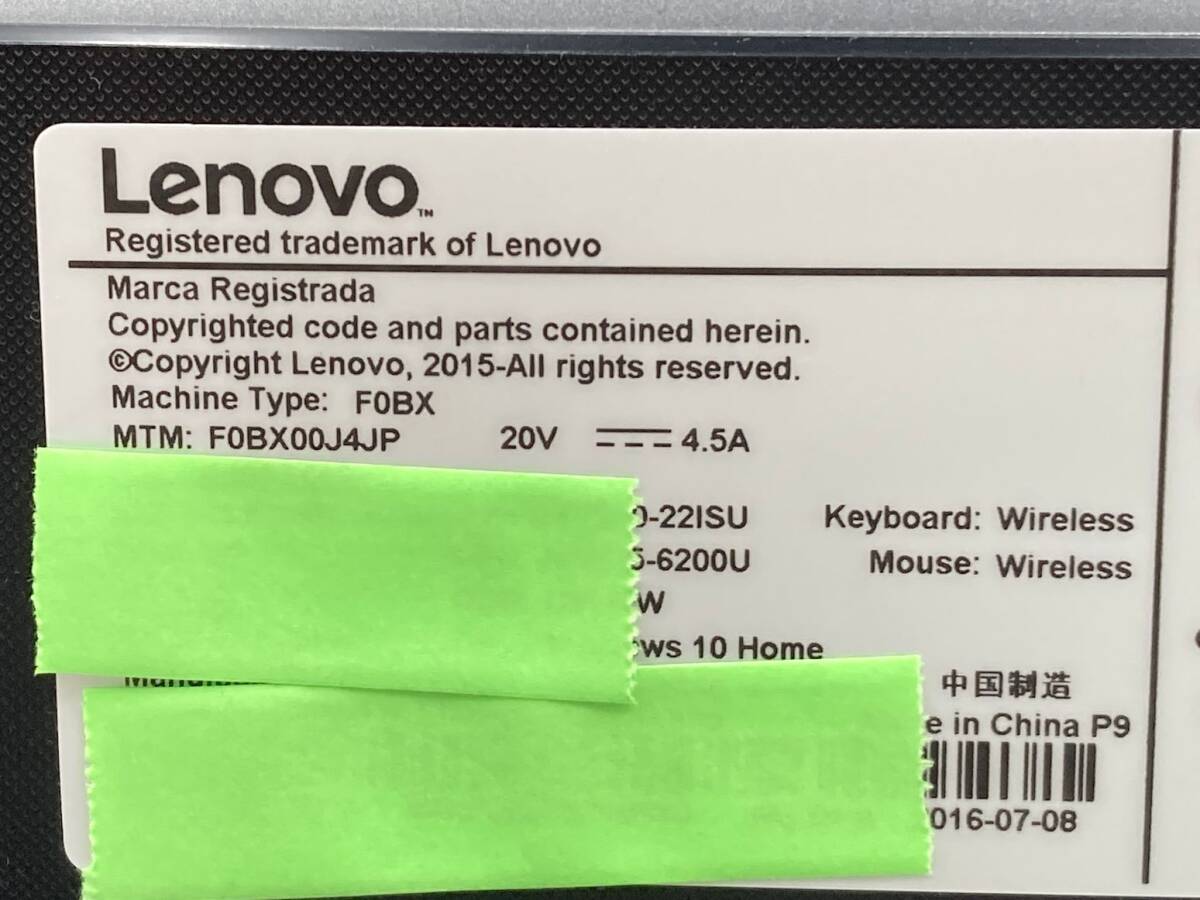 Lenovo™
Registered trademark of Lenovo
Marca Registrada
Copyrighted code and parts contained herein.
©Copyright Lenovo, 2015-All rights reserved.
Machine Type: F0BX
MTM: F0BX00J4JP 20V ⎓ 4.5A
0-22ISU Keyboard: Wireless
5-6200U Mouse: Wireless
W
ws 10 Home
中国制造
e in China P9
016-07-08